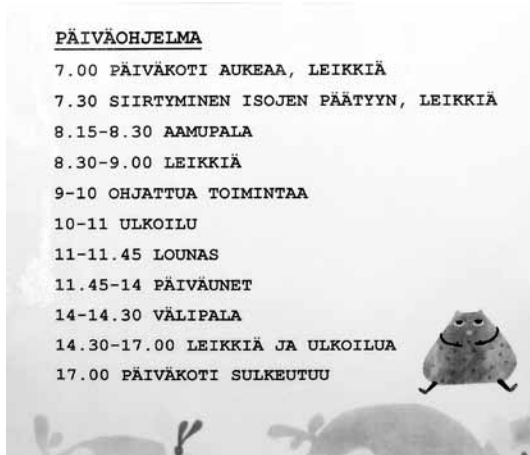 PÄIVÄOHJELMA
7.00 PÄIVÄKOTI AUKEAA, LEIKKIÄ
7.30 SIIRTYMINEN ISOJEN PÄÄTYYN, LEIKKIÄ
8.15-8.30 AAMUPALA
8.30-9.00 LEIKKIÄ
9-10 OHJATTUA TOIMINTAA
10-11 ULKOILU
11-11.45 LOUNAS
11.45-14 PÄIVÄUNET
14-14.30 VÄLIPALA
14.30-17.00 LEIKKIÄ JA ULKOILUA
17.00 PÄIVÄKOTI SULKEUTUU